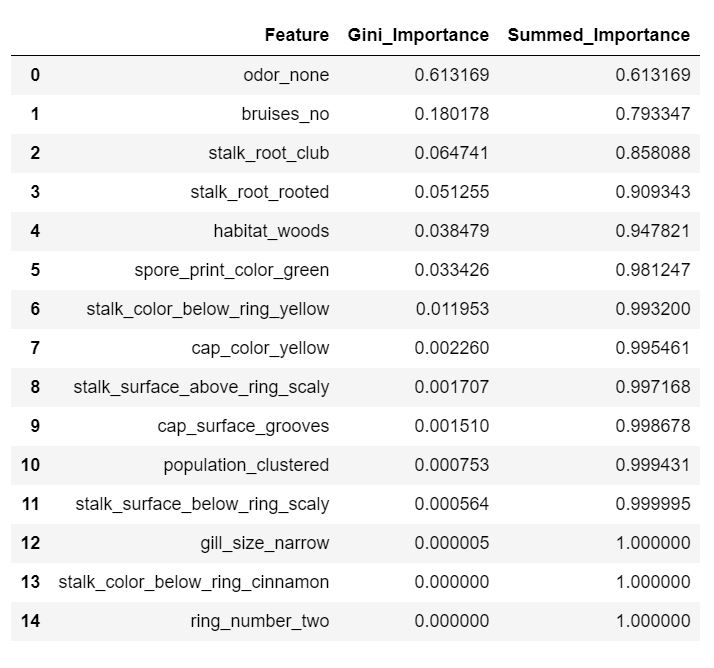 Feature Gini_Importance Summed_Importance
0 odor_none 0.613169 0.613169
1 bruises_no 0.180178 0.793347
2 stalk_root_club 0.064741 0.858088
3 stalk_root_rooted 0.051255 0.909343
4 habitat_woods 0.038479 0.947821
5 spore_print_color_green 0.033426 0.981247
6 stalk_color_below_ring_yellow 0.011953 0.993200
7 cap_color_yellow 0.002260 0.995461
8 stalk_surface_above_ring_scaly 0.001707 0.997168
9 cap_surface_grooves 0.001510 0.998678
10 population_clustered 0.000753 0.999431
11 stalk_surface_below_ring_scaly 0.000564 0.999995
12 gill_size_narrow 0.000005 1.000000
13 stalk_color_below_ring_cinnamon 0.000000 1.000000
14 ring_number_two 0.000000 1.000000